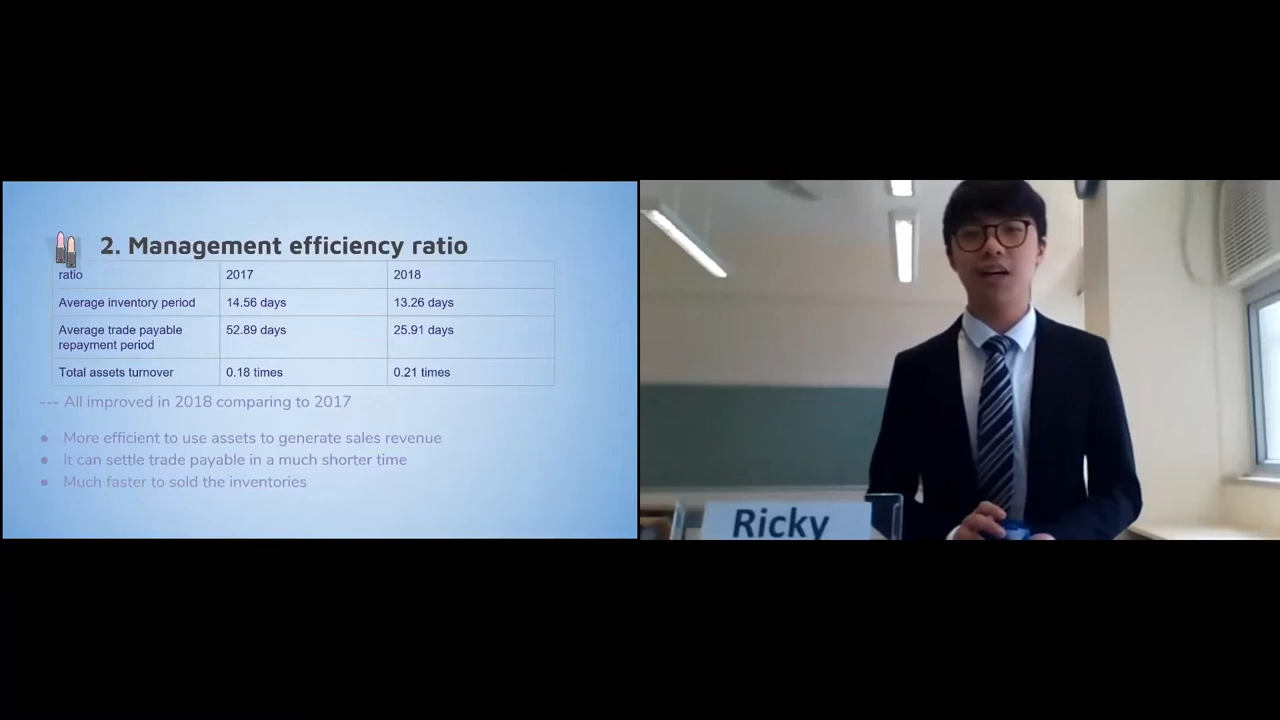 2. Management efficiency ratio
ratio 2017 2018
Average inventory period 14.56 days 13.26 days
Average trade payable 52.89 days 25.91 days
repayment period
Total assets turnover 0.18 times 0.21 times
--- All improved in 2018 comparing to 2017
● More efficient to use assets to generate sales revenue
● It can settle trade payable in a much shorter time
● Much faster to sold the inventories
Ricky